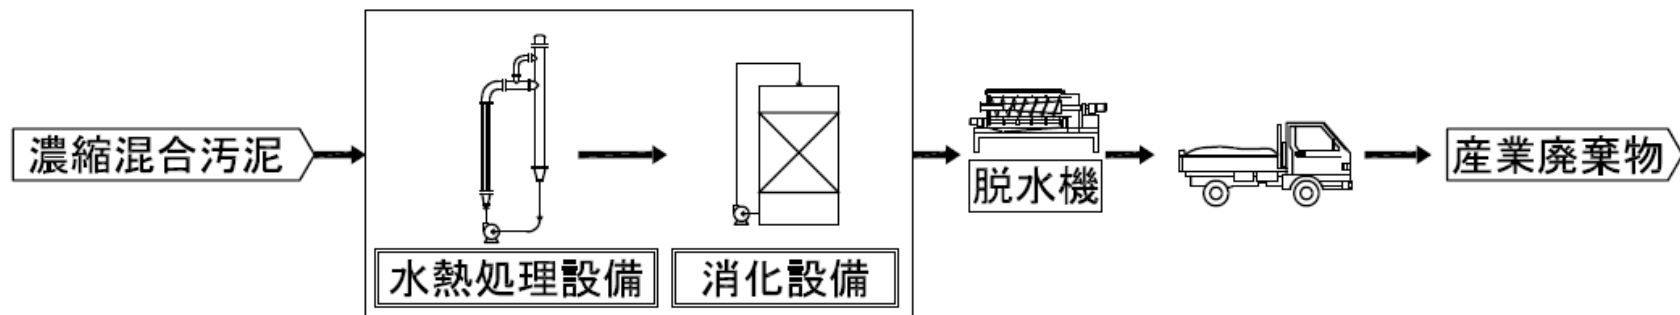 濃縮混合汚泥
水熱処理設備
消化設備
脱水機
産業廃棄物